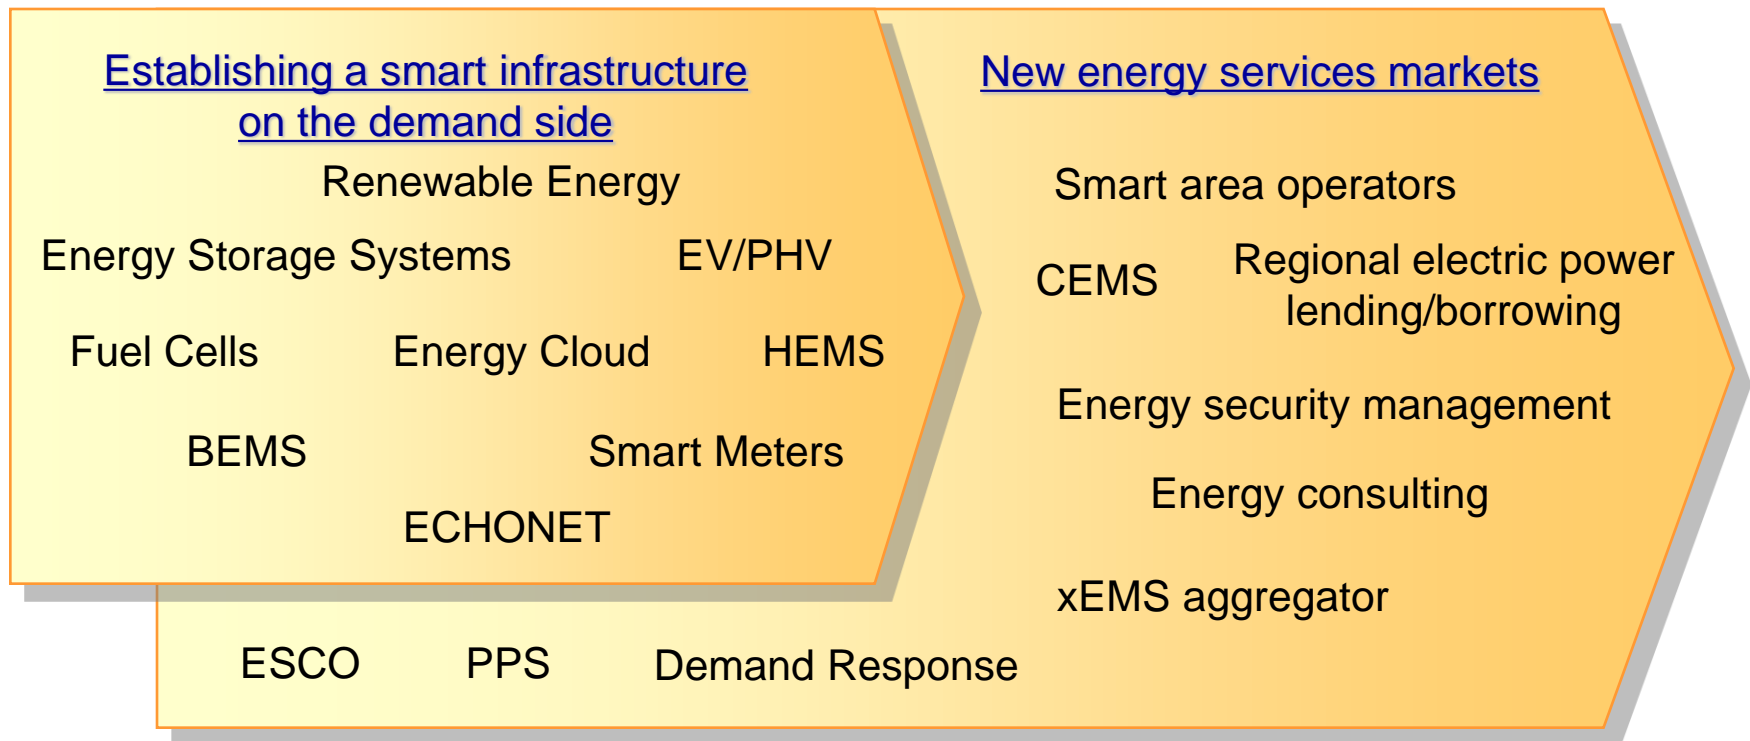 Establishing a smart infrastructure
on the demand side
Renewable Energy
Energy Storage Systems
EV/PHV
Fuel Cells
Energy Cloud
HEMS
BEMS
Smart Meters
ECHONET
New energy services markets
Smart area operators
CEMS
Regional electric power
lending/borrowing
Energy security management
Energy consulting
xEMS aggregator
ESCO
PPS
Demand Response